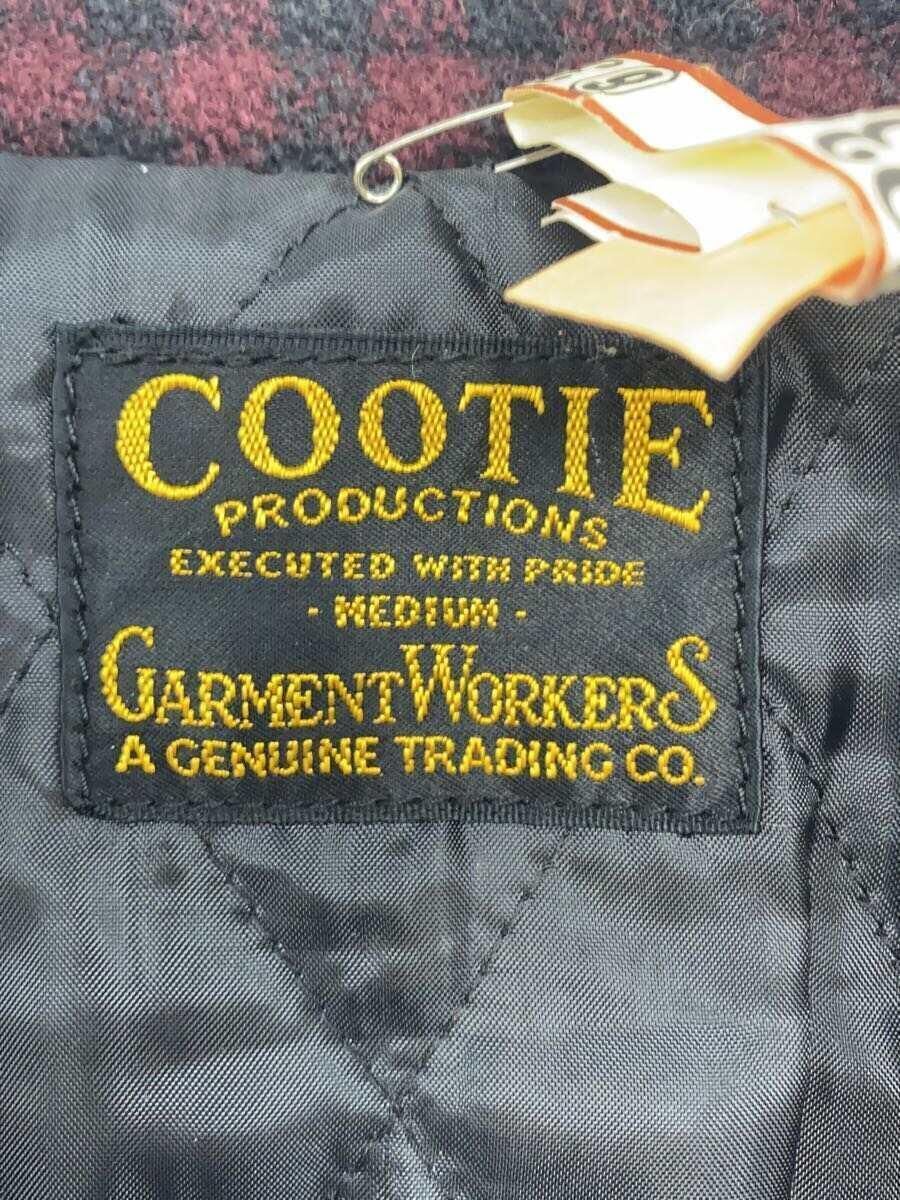 COOTIE
PRODUCTIONS
EXECUTED WITH PRIDE
- MEDIUM -
GARMENT WORKERS
A GENUINE TRADING CO.